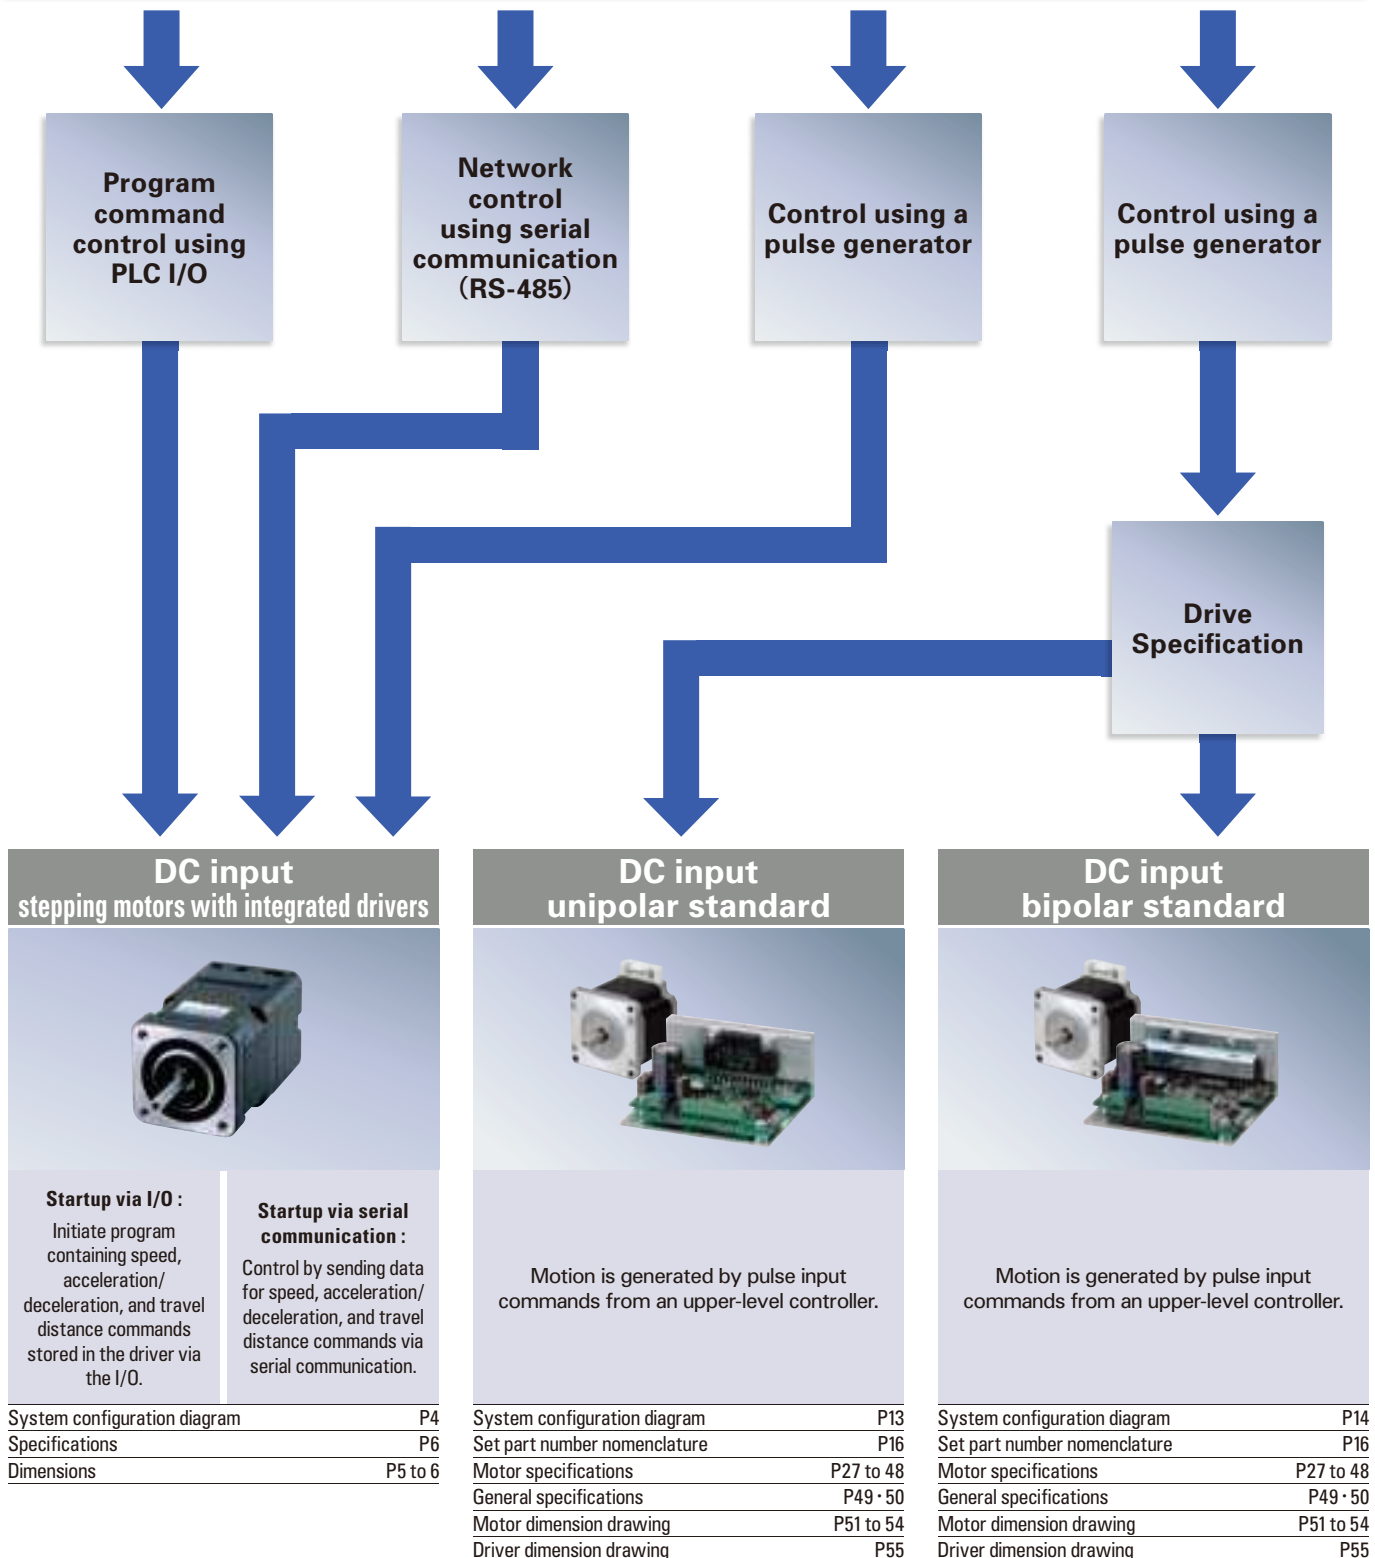 Program
command
control using
PLC I/O
Network
control
using serial
communication
(RS-485)
Control using a
pulse generator
Control using a
pulse generator
Drive
Specification
DC input
stepping motors with integrated drivers
Startup via I/O :
Initiate program
containing speed,
acceleration/
deceleration, and travel
distance commands
stored in the driver via
the I/O.
Startup via serial
communication :
Control by sending data
for speed, acceleration/
deceleration, and travel
distance commands via
serial communication.
System configuration diagram P4
Specifications P6
Dimensions P5 to 6
DC input
unipolar standard
Motion is generated by pulse input
commands from an upper-level controller.
System configuration diagram P13
Set part number nomenclature P16
Motor specifications P27 to 48
General specifications P49・50
Motor dimension drawing P51 to 54
Driver dimension drawing P55
DC input
bipolar standard
Motion is generated by pulse input
commands from an upper-level controller.
System configuration diagram P14
Set part number nomenclature P16
Motor specifications P27 to 48
General specifications P49・50
Motor dimension drawing P51 to 54
Driver dimension drawing P55